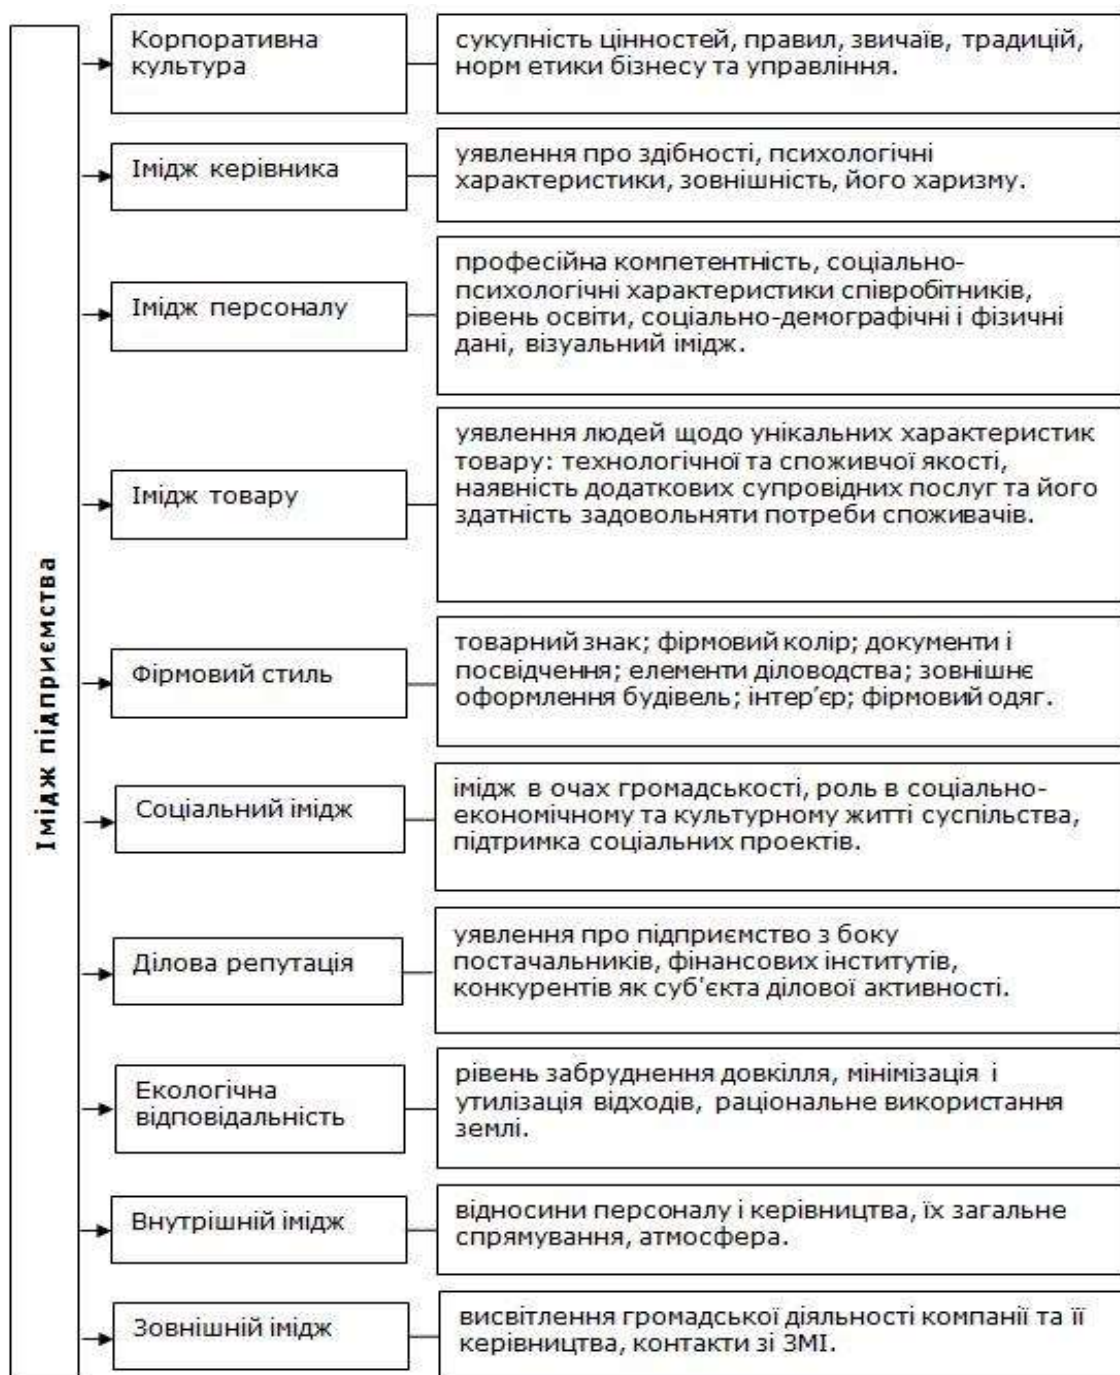 Імідж підприємства
Корпоративна
культура
сукупність цінностей, правил, звичаїв, традицій,
норм етики бізнесу та управління.
Імідж керівника
уявлення про здібності, психологічні
характеристики, зовнішність, його харизму.
Імідж персоналу
професійна компетентність, соціально-
психологічні характеристики співробітників,
рівень освіти, соціально-демографічні і фізичні
дані, візуальний імідж.
Імідж товару
уявлення людей щодо унікальних характеристик
товару: технологічної та споживчої якості,
наявність додаткових супровідних послуг та його
здатність задовольняти потреби споживачів.
Фірмовий стиль
товарний знак; фірмовий колір; документи і
посвідчення; елементи діловодства; зовнішнє
оформлення будівель; інтер’єр; фірмовий одяг.
Соціальний імідж
імідж в очах громадськості, роль в соціально-
економічному та культурному житті суспільства,
підтримка соціальних проектів.
Ділова репутація
уявлення про підприємство з боку
постачальників, фінансових інститутів,
конкурентів як суб'єкта ділової активності.
Екологічна
відповідальність
рівень забруднення довкілля, мінімізація і
утилізація відходів, раціональне використання
землі.
Внутрішній імідж
відносини персоналу і керівництва, їх загальне
спрямування, атмосфера.
Зовнішній імідж
висвітлення громадської діяльності компанії та її
керівництва, контакти зі ЗМІ.